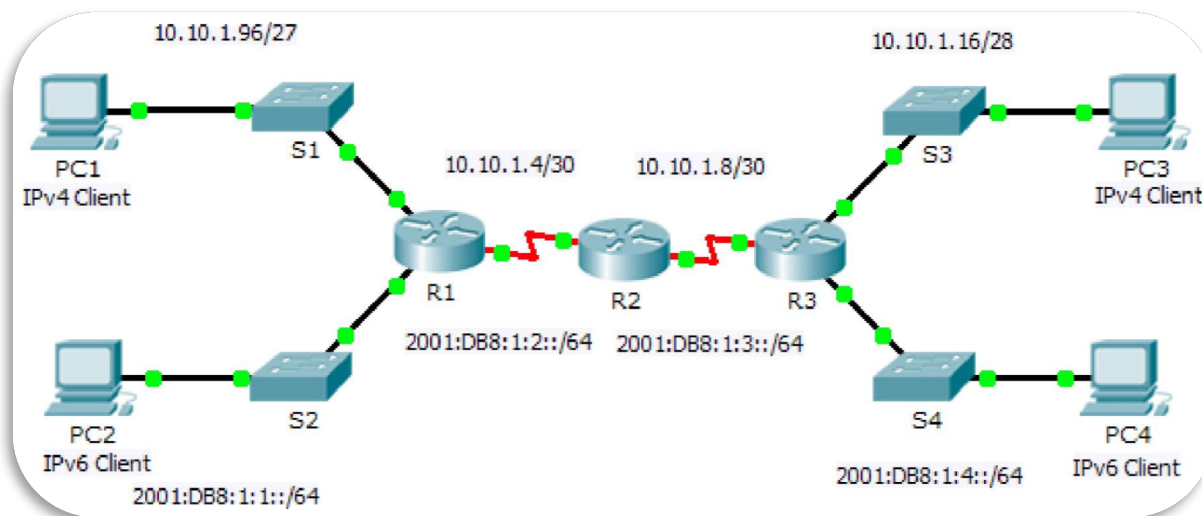 10.10.1.96/27
10.10.1.16/28
PC1
IPv4 Client
S1
10.10.1.4/30
10.10.1.8/30
S3
PC3
IPv4 Client
R1
R2
R3
2001:DB8:1:2::/64
2001:DB8:1:3::/64
PC2
IPv6 Client
S2
S4
PC4
IPv6 Client
2001:DB8:1:1::/64
2001:DB8:1:4::/64